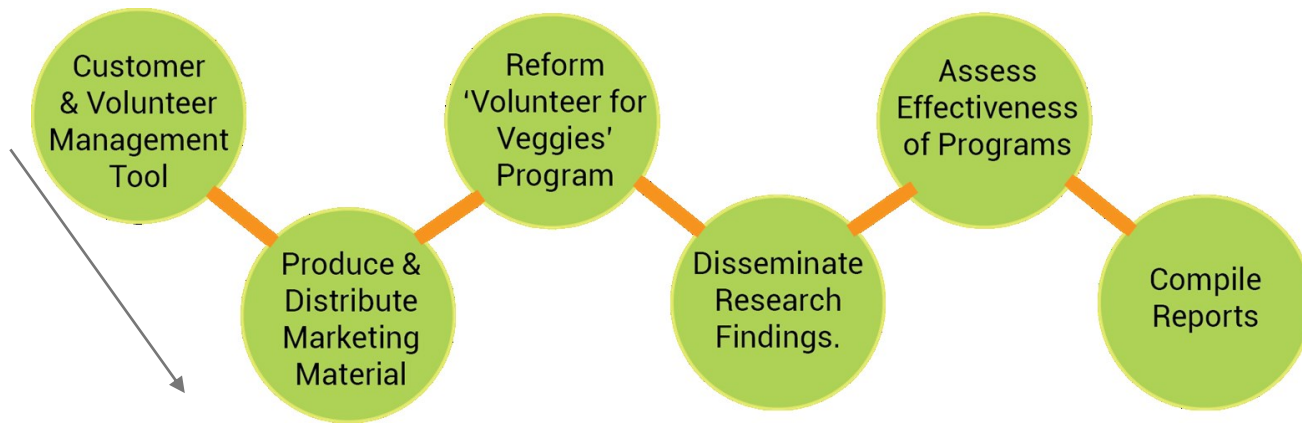 Customer
& Volunteer
Management
Tool
Produce &
Distribute
Marketing
Material
Reform
‘Volunteer for
Veggies’
Program
Disseminate
Research
Findings.
Assess
Effectiveness
of Programs
Compile
Reports